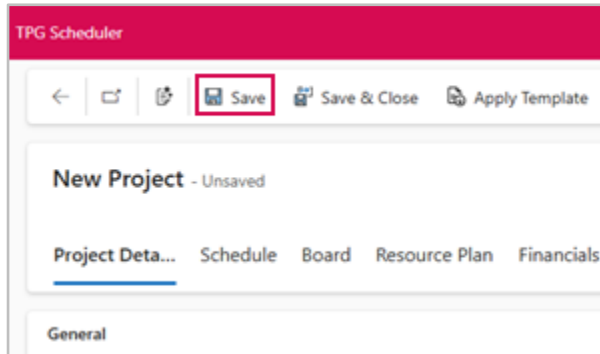 TPG Scheduler
Save Save & Close Apply Template
New Project - Unsaved
Project Deta... Schedule Board Resource Plan Financials
General